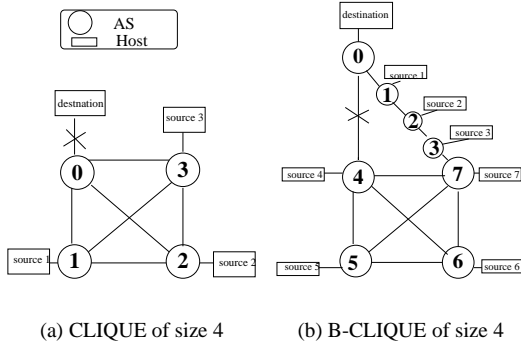 AS
Host
destnation
source 3
0
3
source 1
1
2
source 2
(a) CLIQUE of size 4
destination
0
source 1
1
source 2
2
source 3
3
source 4
4
7
source 7
source 5
5
6
source 6
(b) B-CLIQUE of size 4